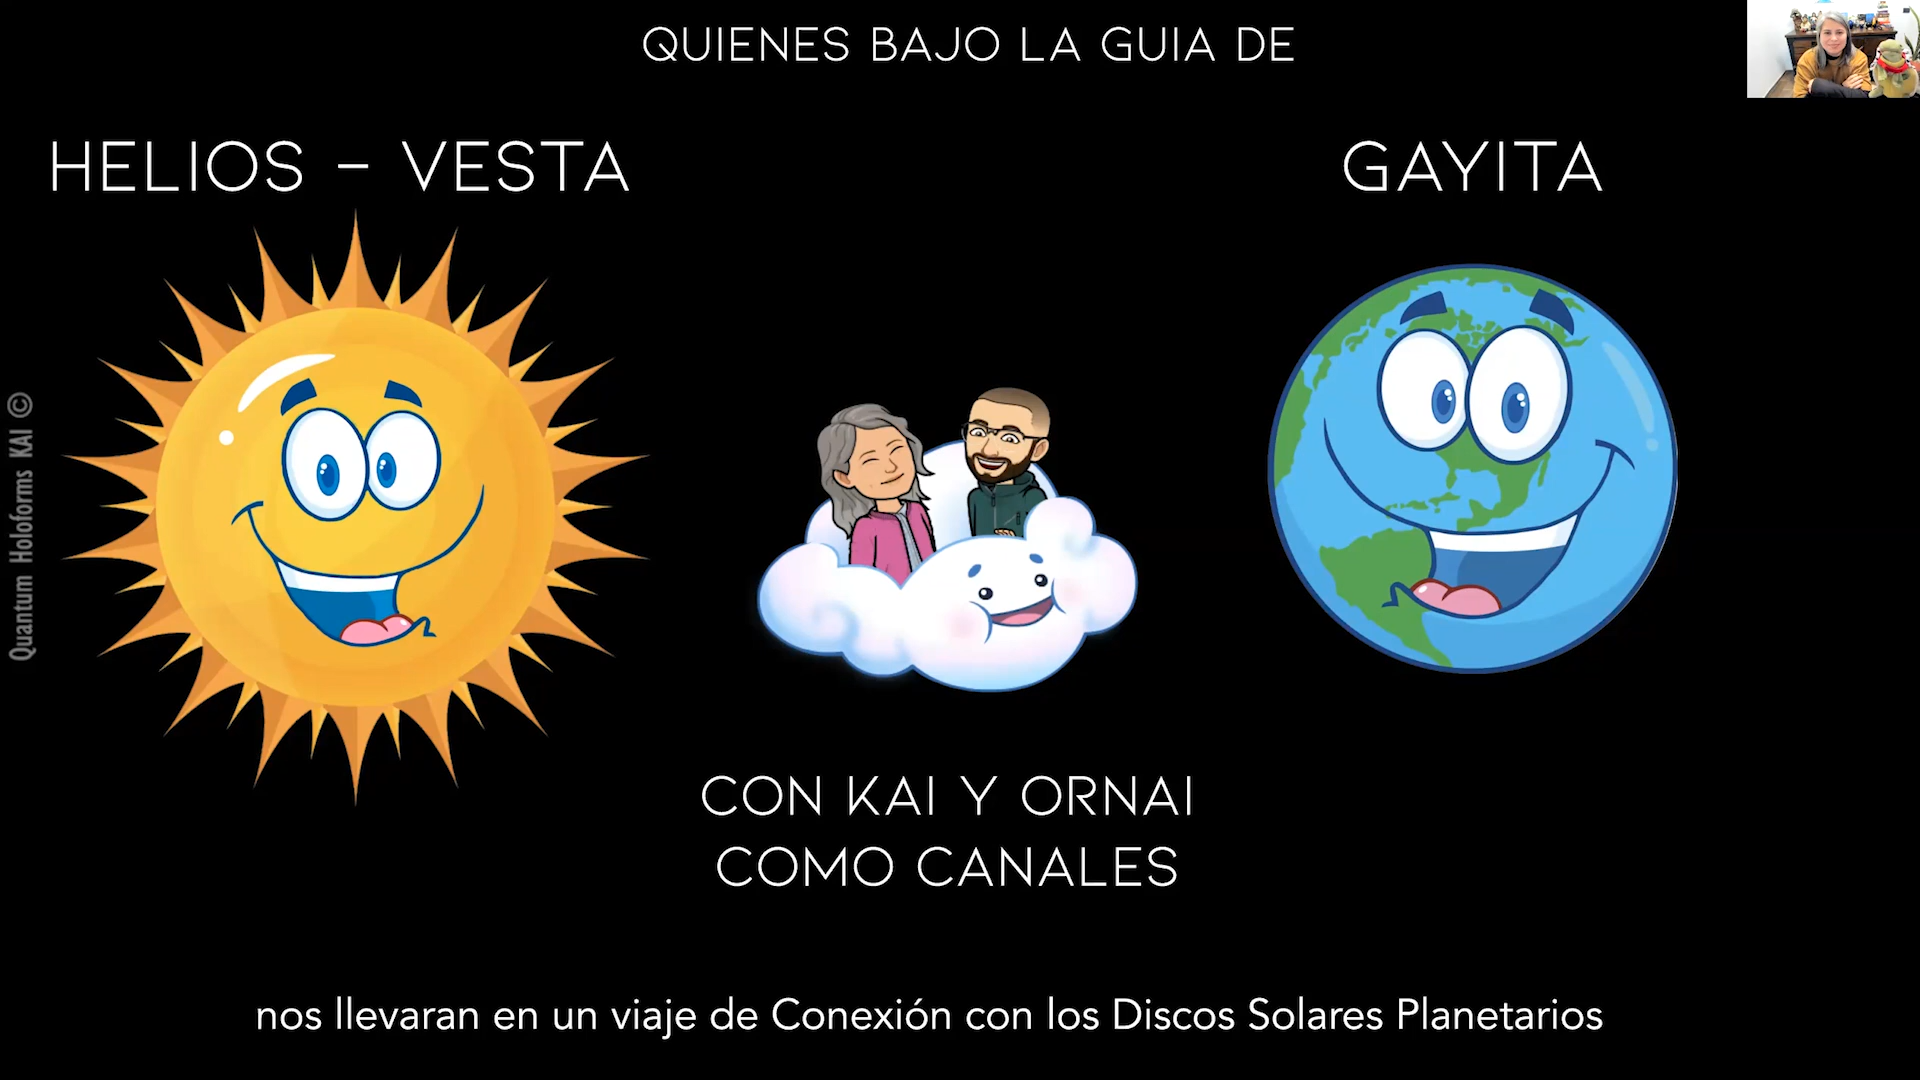 QUIENES BAJO LA GUIA DE
HELIOS - VESTA
GAYITA
Quantum Holoforms KAI ©
CON KAI Y ORNAI
COMO CANALES
nos llevaran en un viaje de Conexión con los Discos Solares Planetarios